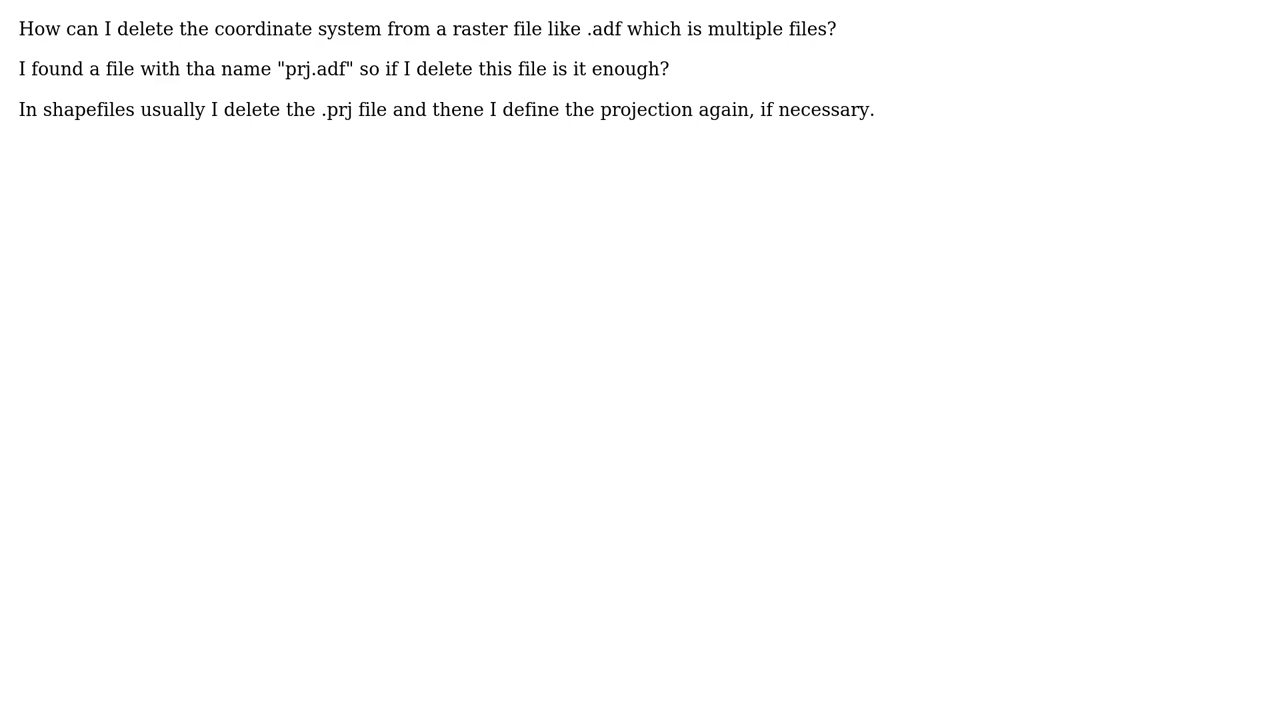 How can I delete the coordinate system from a raster file like .adf which is multiple files?
I found a file with tha name "prj.adf" so if I delete this file is it enough?
In shapefiles usually I delete the .prj file and thene I define the projection again, if necessary.